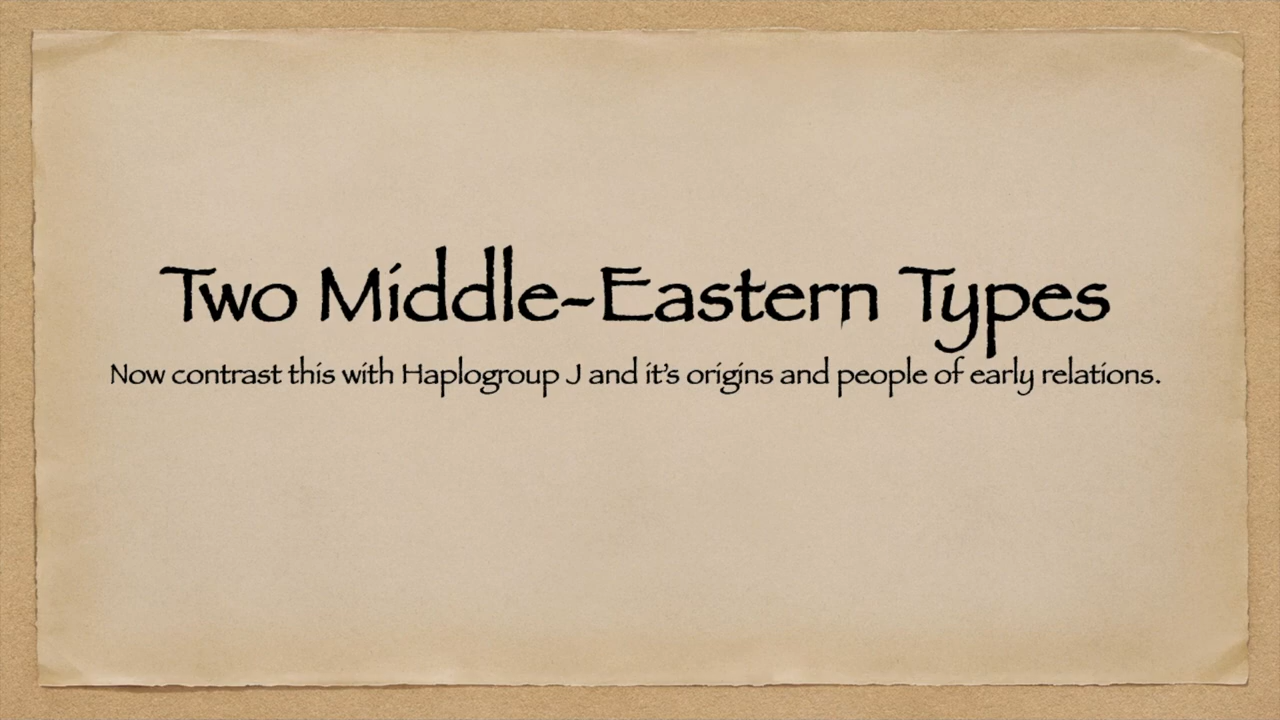 Two Middle-Eastern Types
Now contrast this with Haplogroup J and it's origins and people of early relations.